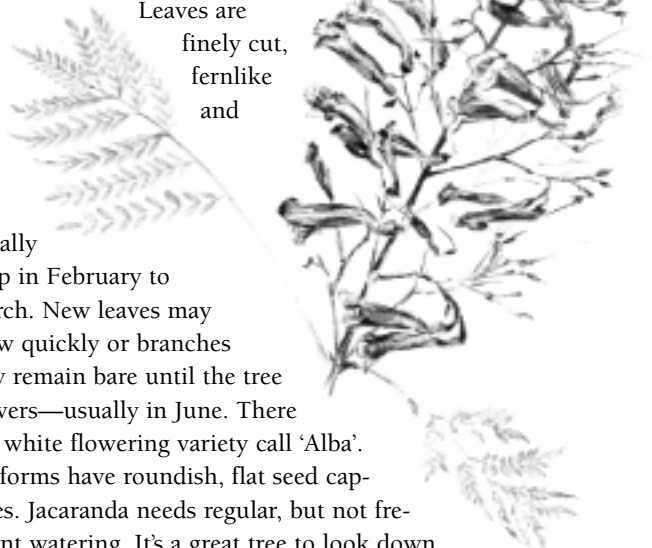 Leaves are
finely cut,
fernlike
and
ally
p in February to
rch. New leaves may
w quickly or branches
y remain bare until the tree
wers—usually in June. There
white flowering variety call ‘Alba’.
forms have roundish, flat seed cap-
es. Jacaranda needs regular, but not fre-
nt watering. It’s a great tree to look down